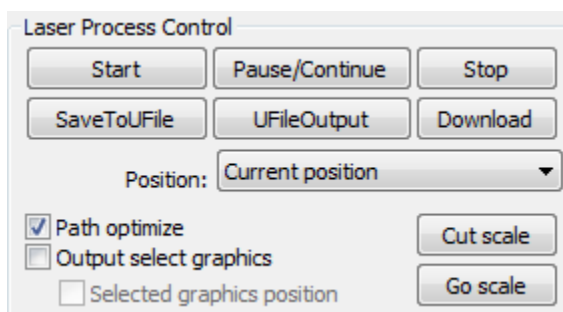 Laser Process Control
Start Pause/Continue Stop
SaveToUFile UFileOutput Download
Position: Current position
Path optimize
Cut scale
Output select graphics
Go scale
Selected graphics position